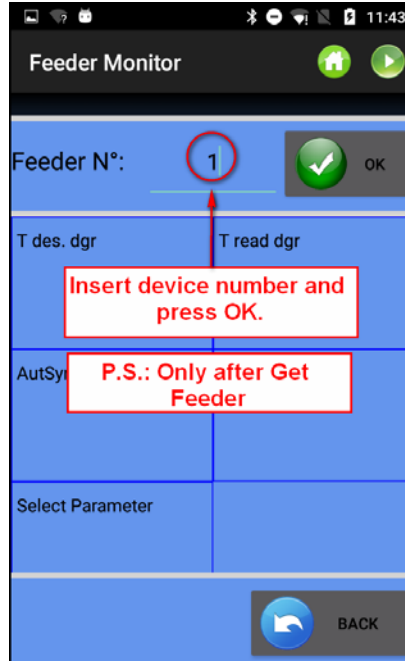 11:43
Feeder Monitor
Feeder N°:
1
OK
T des. dgr
T read dgr
Insert device number and
press OK.
P.S.: Only after Get
Feeder
AutSy
Select Parameter
BACK